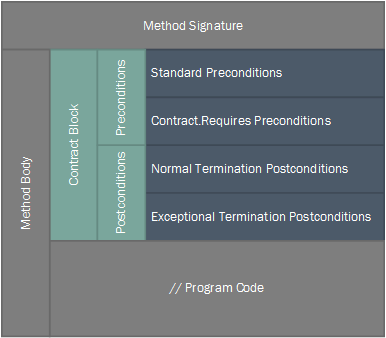 Method Signature
Method Body
Contract Block
Preconditions
Standard Preconditions
Contract.Requires Preconditions
Postconditions
Normal Termination Postconditions
Exceptional Termination Postconditions
// Program Code